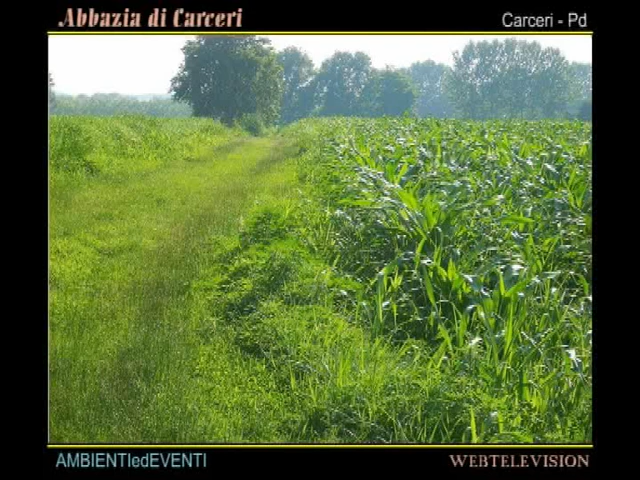 Abbazia di Carceri
Carceri - Pd
AMBIENTIedEVENTI
WEBTELEVISION